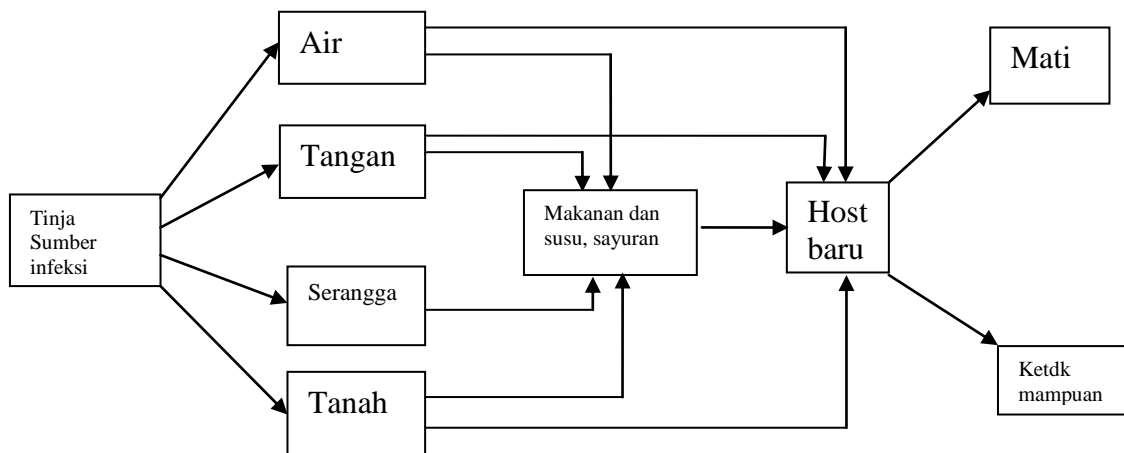 Air
Mati
Tangan
Tinja
Sumber
infeksi
Makanan dan
susu, sayuran
Host
baru
Serangga
Tanah
Ketdk
mampuan